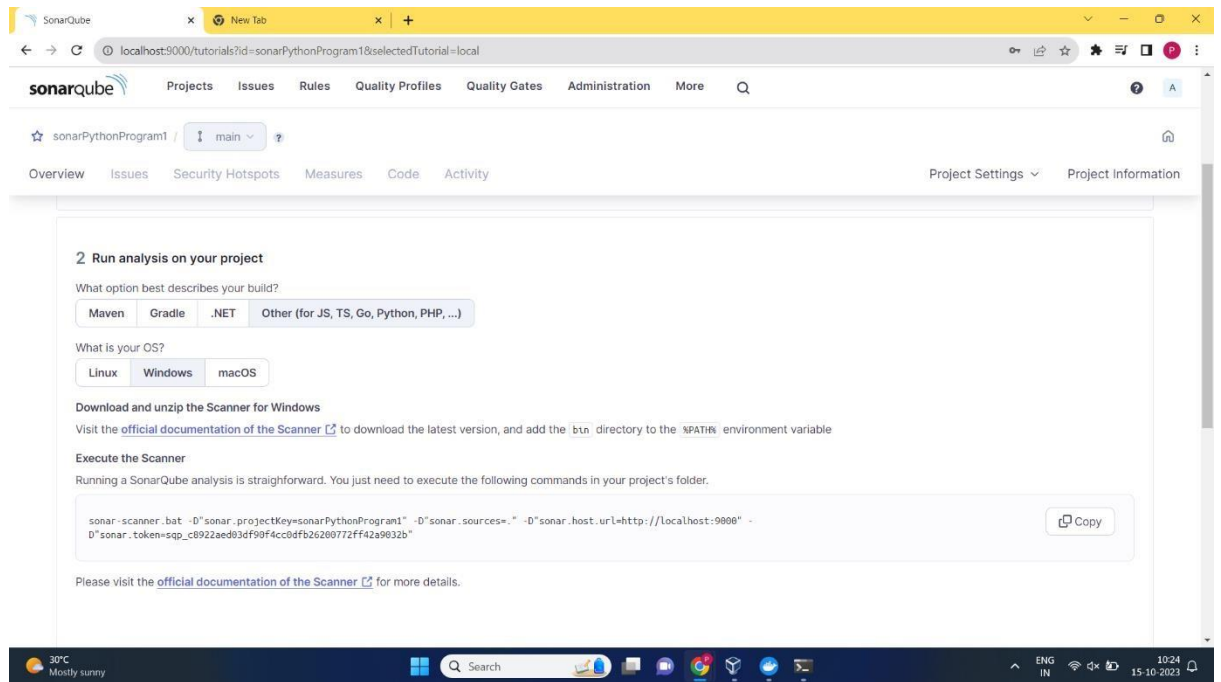 SonarQube
New Tab
localhost:9000/tutorials?id=sonarPythonProgram1&selectedTutorial=local
P
sonarqube Projects Issues Rules Quality Profiles Quality Gates Administration More ? A
sonarPythonProgram1 / main ?
Overview Issues Security Hotspots Measures Code Activity Project Settings Project Information
2 Run analysis on your project
What option best describes your build?
Maven Gradle .NET Other (for JS, TS, Go, Python, PHP, ...)
What is your OS?
Linux Windows macOS
Download and unzip the Scanner for Windows
Visit the official documentation of the Scanner to download the latest version, and add the bin directory to the %PATH% environment variable
Execute the Scanner
Running a SonarQube analysis is straighforward. You just need to execute the following commands in your project's folder.
sonar-scanner.bat -D"sonar.projectKey=sonarPythonProgram1" -D"sonar.sources=." -D"sonar.host.url=http://localhost:9000" -
D"sonar.token=sqp_c8922aed03df90f4cc0dfb26200772ff42a9032b"
Copy
Please visit the official documentation of the Scanner for more details.
30°C
Mostly sunny
Search
ENG
IN
10:24
15-10-2023